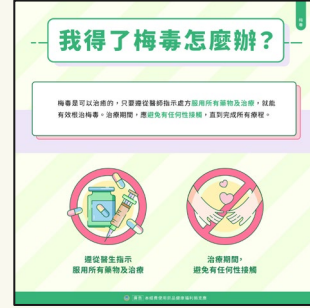 我得了梅毒怎麼辦?
梅毒是可以治癒的，只要遵從醫師指示處方服用所有藥物及治療，就能
有效根治梅毒。治療期間，應避免有任何性接觸，直到完成所有療程。
遵從醫生指示
服用所有藥物及治療
治療期間，
避免有任何性接觸